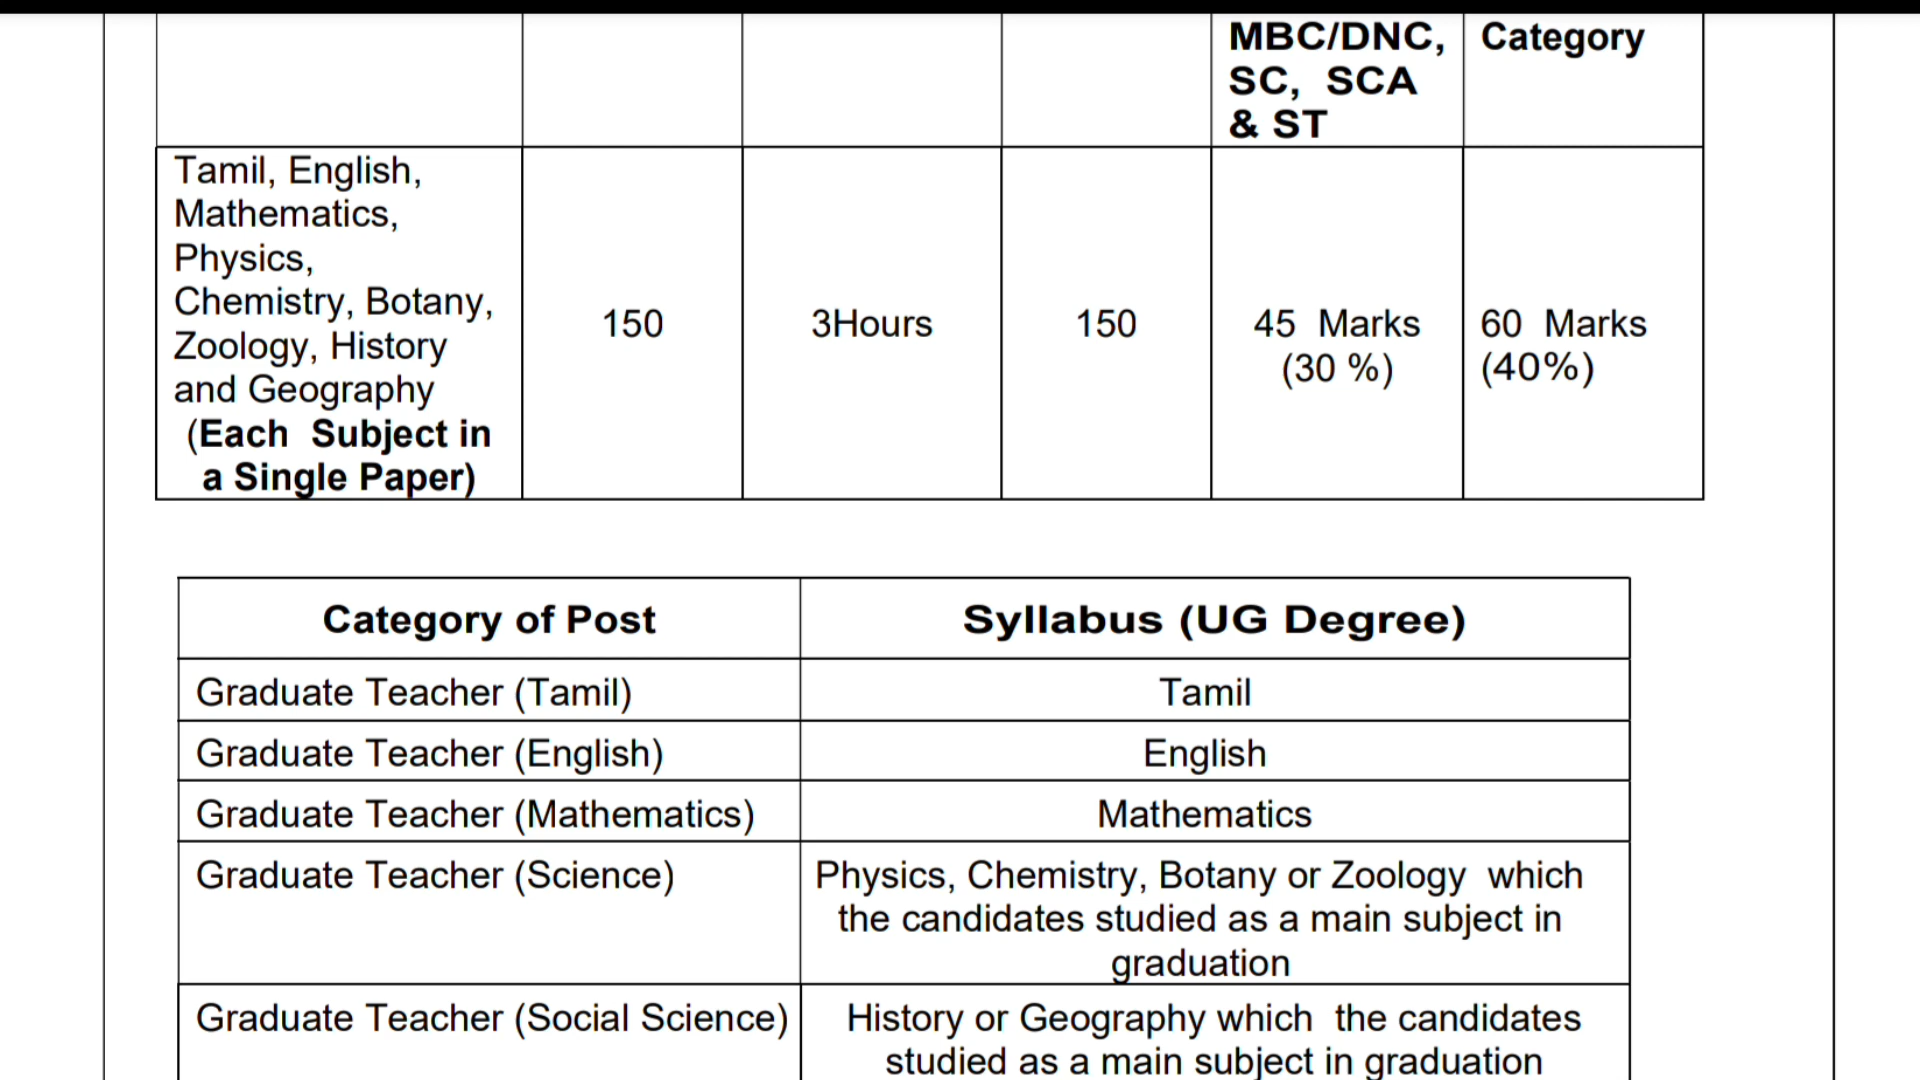 MBC/DNC,
SC, SCA
& ST
Category
Tamil, English,
Mathematics,
Physics,
Chemistry, Botany,
Zoology, History
and Geography
(Each Subject in
a Single Paper)
150
3Hours
150
45 Marks
(30 %)
60 Marks
(40%)
Category of Post
Syllabus (UG Degree)
Graduate Teacher (Tamil)
Tamil
Graduate Teacher (English)
English
Graduate Teacher (Mathematics)
Mathematics
Graduate Teacher (Science)
Physics, Chemistry, Botany or Zoology which
the candidates studied as a main subject in
graduation
Graduate Teacher (Social Science)
History or Geography which the candidates
studied as a main subject in graduation